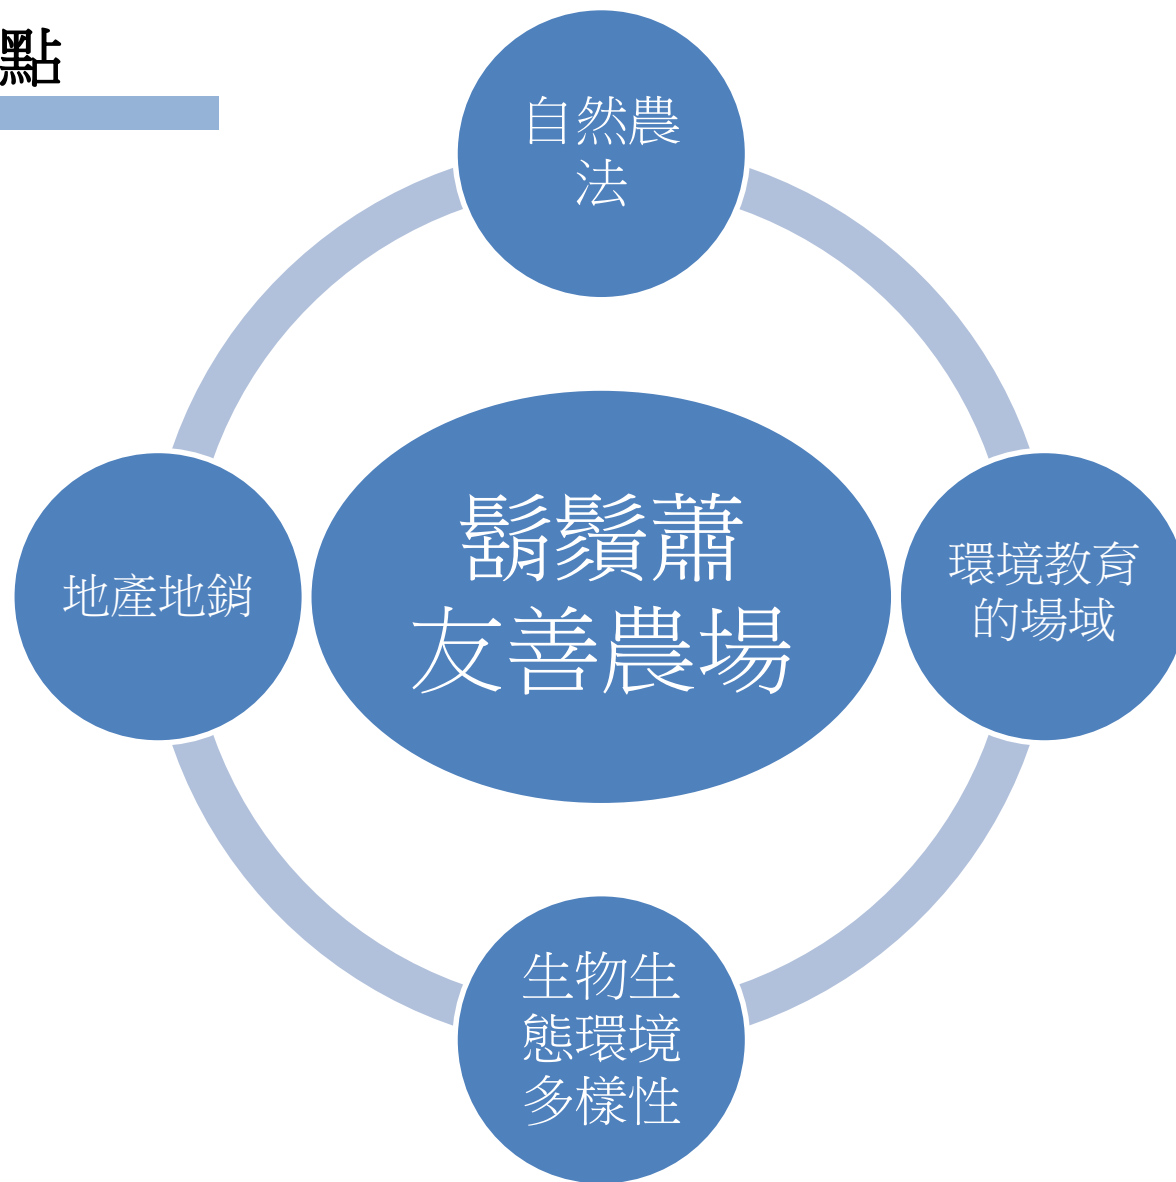 點
自然農
法
鬍鬚蕭
友善農場
地產地銷
環境教育
的場域
生物生
態環境
多樣性